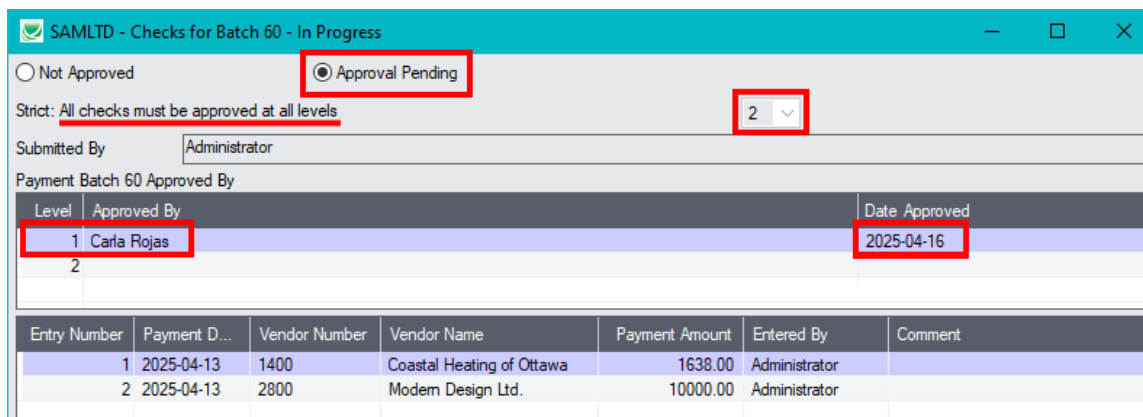 SAMLTD - Checks for Batch 60 - In Progress
Not Approved Approval Pending
Strict: All checks must be approved at all levels 2
Submitted By Administrator
Payment Batch 60 Approved By
Level Approved By Date Approved
1 Carla Rojas 2025-04-16
2
Entry Number Payment D... Vendor Number Vendor Name Payment Amount Entered By Comment
1 2025-04-13 1400 Coastal Heating of Ottawa 1638.00 Administrator
2 2025-04-13 2800 Modern Design Ltd. 10000.00 Administrator